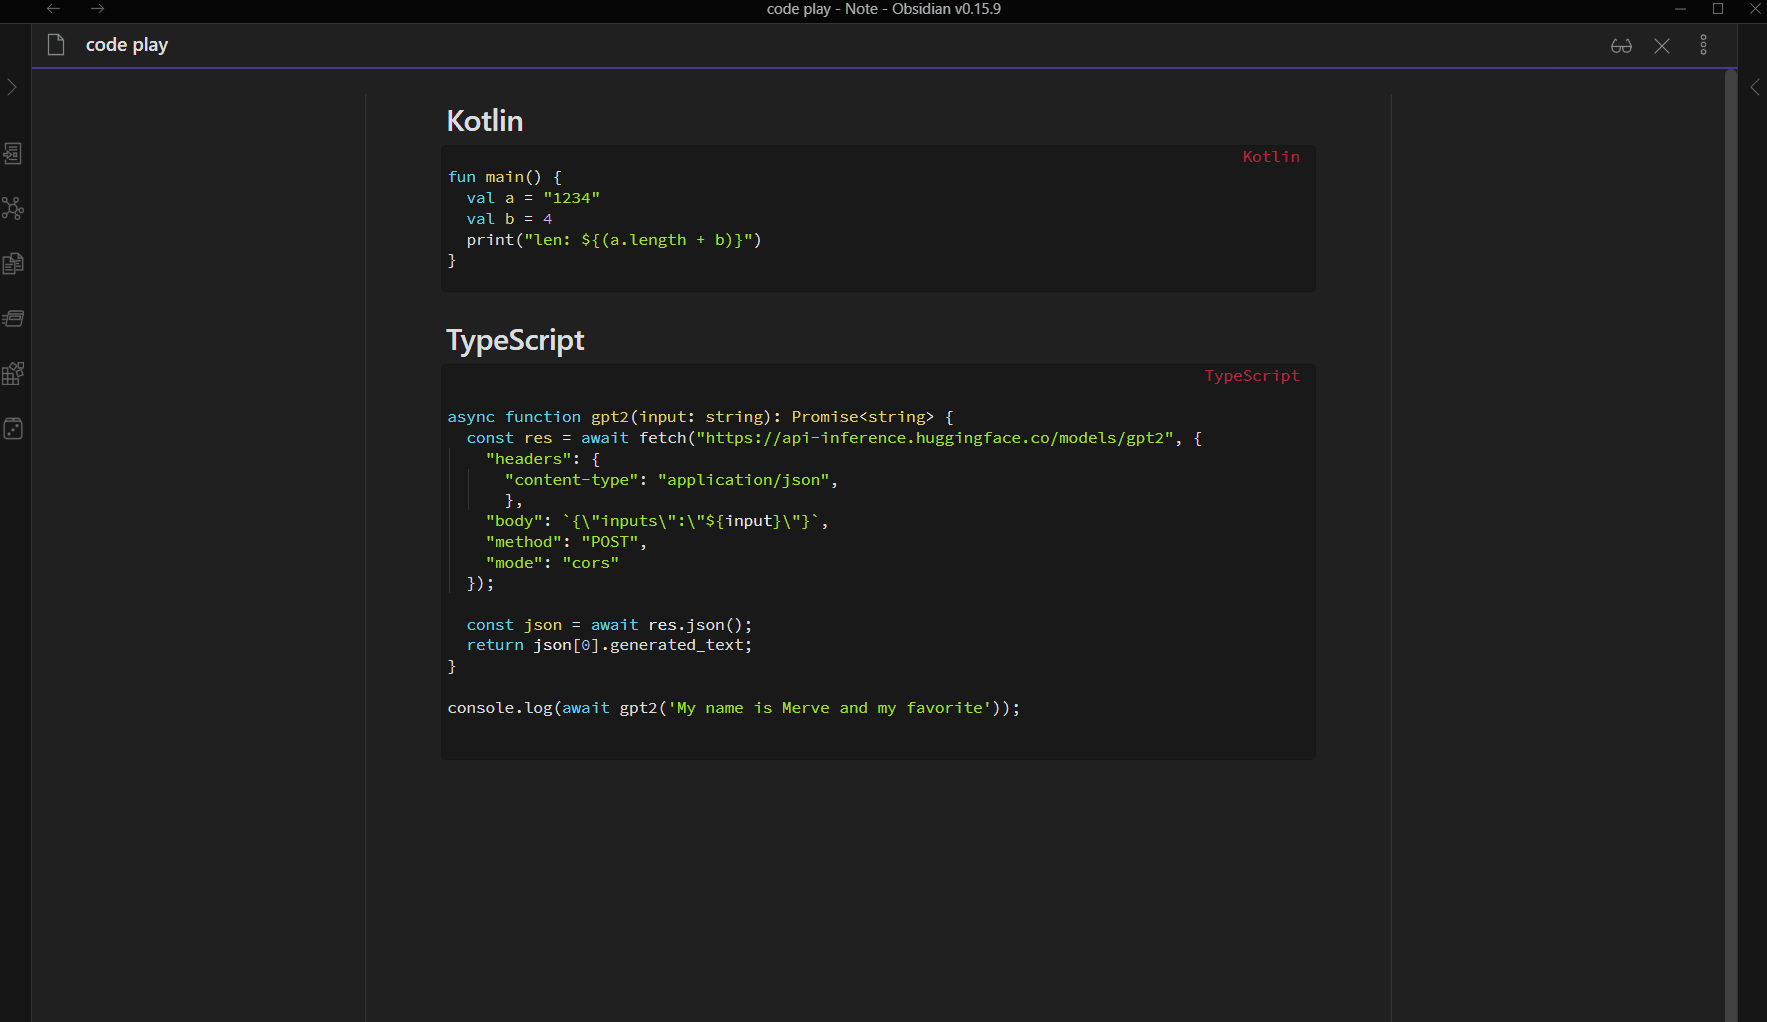 code play - Note - Obsidian v0.15.9
code play
Kotlin
Kotlin
fun main() {
  val a = "1234"
  val b = 4
  print("len: ${(a.length + b)}")
}
TypeScript
TypeScript
async function gpt2(input: string): Promise<string> {
  const res = await fetch("https://api-inference.huggingface.co/models/gpt2", {
    "headers": {
      "content-type": "application/json",
      },
    "body": `{\"inputs\":\"${input}\"}`,
    "method": "POST",
    "mode": "cors"
  });
  const json = await res.json();
  return json[0].generated_text;
}
console.log(await gpt2('My name is Merve and my favorite'));